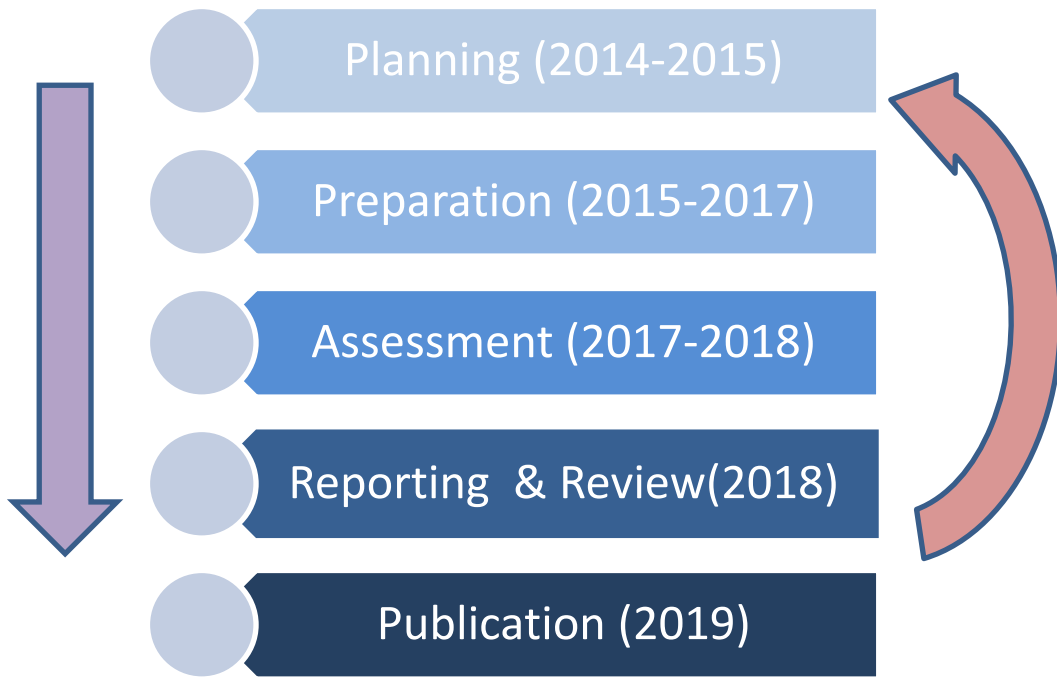 Planning (2014-2015)
Preparation (2015-2017)
Assessment (2017-2018)
Reporting  & Review(2018)
Publication (2019)